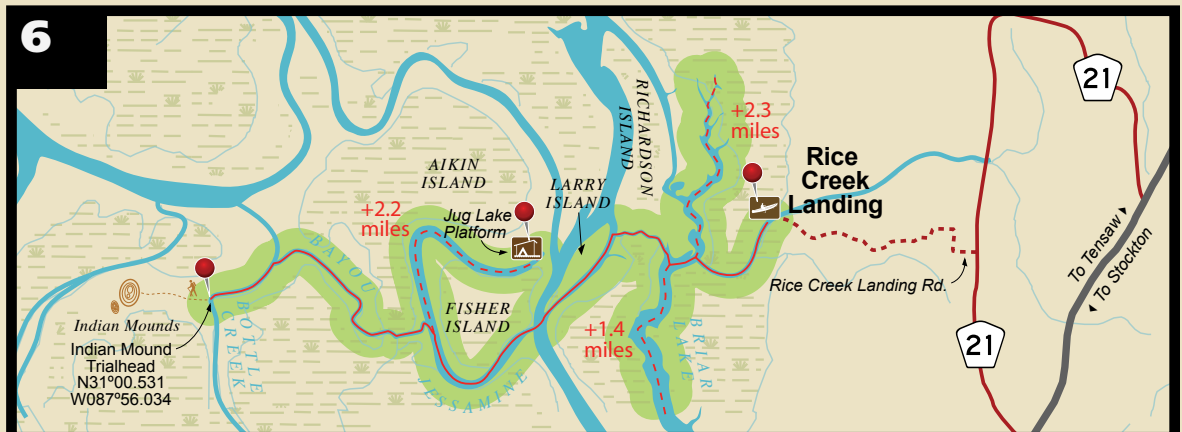 6
21
RICHARDSON
ISLAND
+2.3
miles
Rice
Creek
Landing
AIKIN
ISLAND
LARRY
ISLAND
+2.2
miles
Jug Lake
Platform
To Tensaw
To Stockton
BAYOU
JESSAMINE
Rice Creek Landing Rd.
FISHER
ISLAND
Indian Mounds
+1.4
miles
BRIAR
LAKE
BOTTLE
CREEK
21
Indian Mound
Trialhead
N31º00.531
W087º56.034